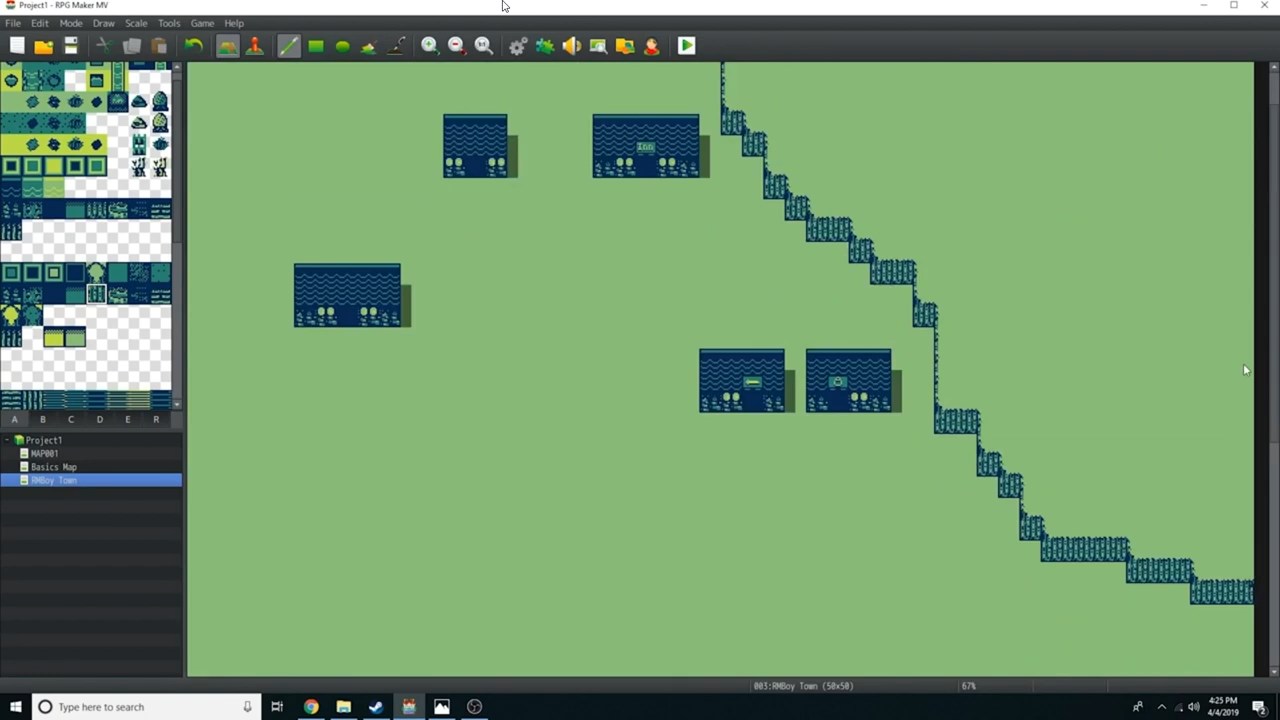 Project1 - RPG Maker MV
File Edit Mode Draw Scale Tools Game Help
Inn
A B C D E R
Project1
MAP001
Basics Map
RMBoy Town
003:RMBoy Town (50x50) 67%
Type here to search
4:25 PM
4/4/2019
2